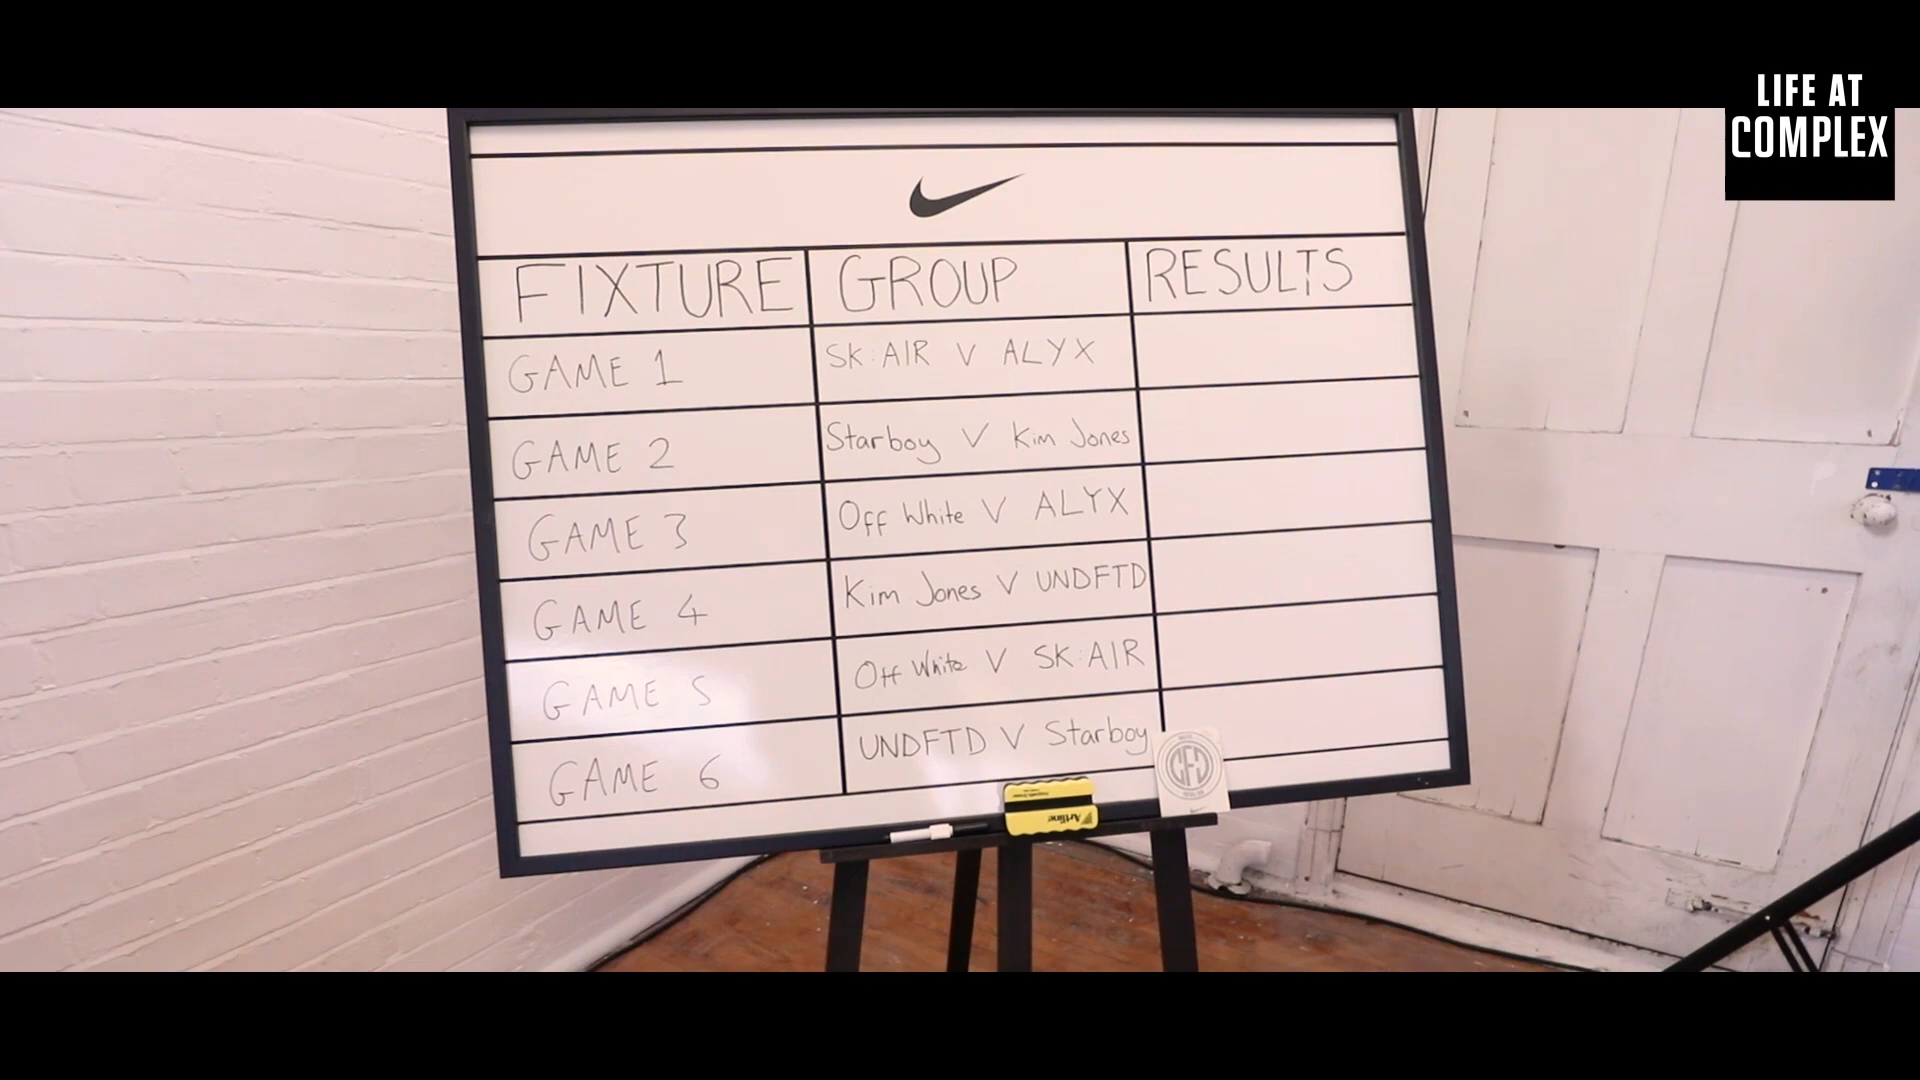 LIFE AT
COMPLEX
FIXTURE GROUP RESULTS
GAME 1 SK:AIR V ALYX
GAME 2 Starboy V Kim Jones
GAME 3 Off White V ALYX
GAME 4 Kim Jones V UNDFTD
GAME 5 Off White V SK:AIR
GAME 6 UNDFTD V Starboy
Artline